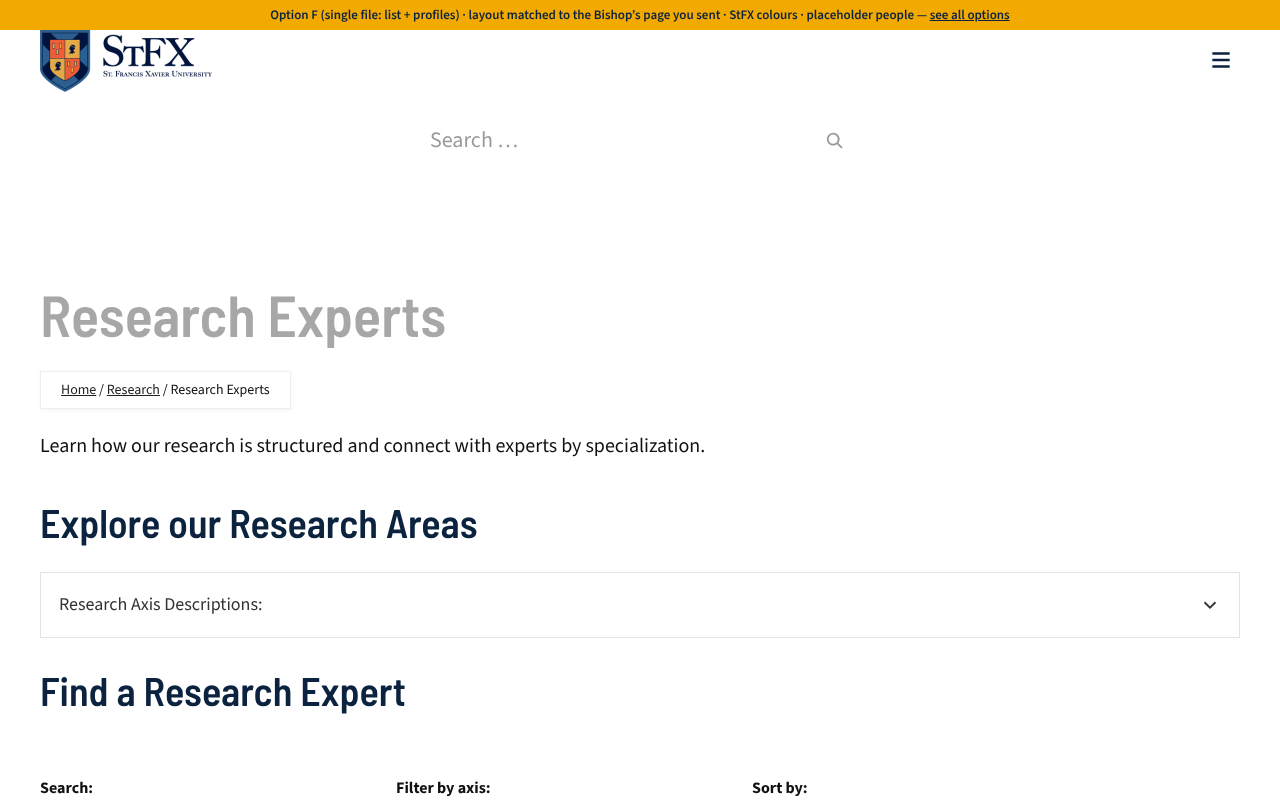 Option F (single file: list + profiles) · layout matched to the Bishop's page you sent · StFX colours · placeholder people — see all options
StFX
St. Francis Xavier University
Search …
Research Experts
Home / Research / Research Experts
Learn how our research is structured and connect with experts by specialization.
Explore our Research Areas
Research Axis Descriptions:
Find a Research Expert
Search: Filter by axis: Sort by: